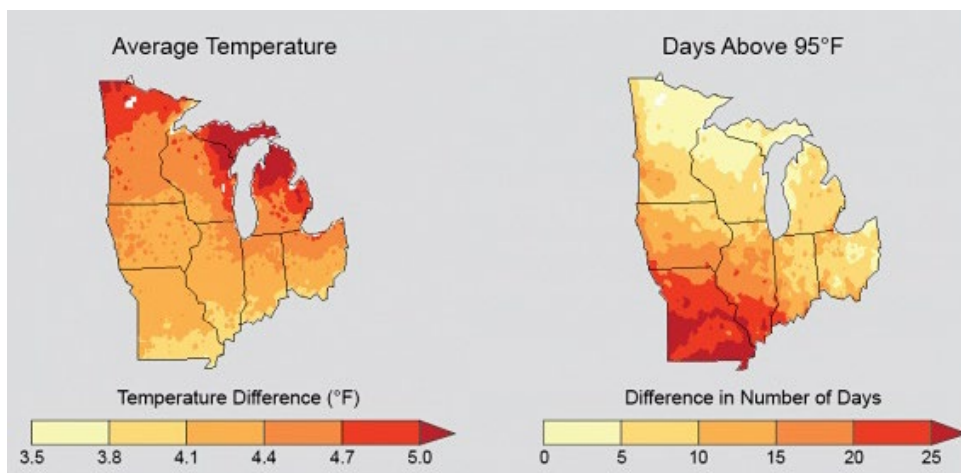 Average Temperature
Days Above 95°F
Temperature Difference (°F)
3.5 3.8 4.1 4.4 4.7 5.0
Difference in Number of Days
0 5 10 15 20 25